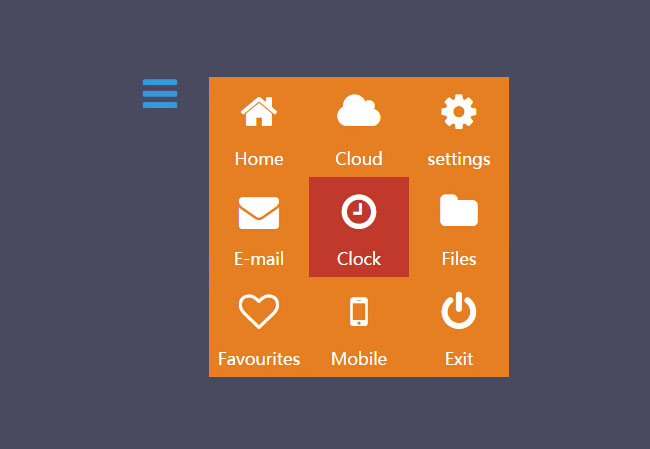 Home
Cloud
settings
E-mail
Clock
Files
Favourites
Mobile
Exit